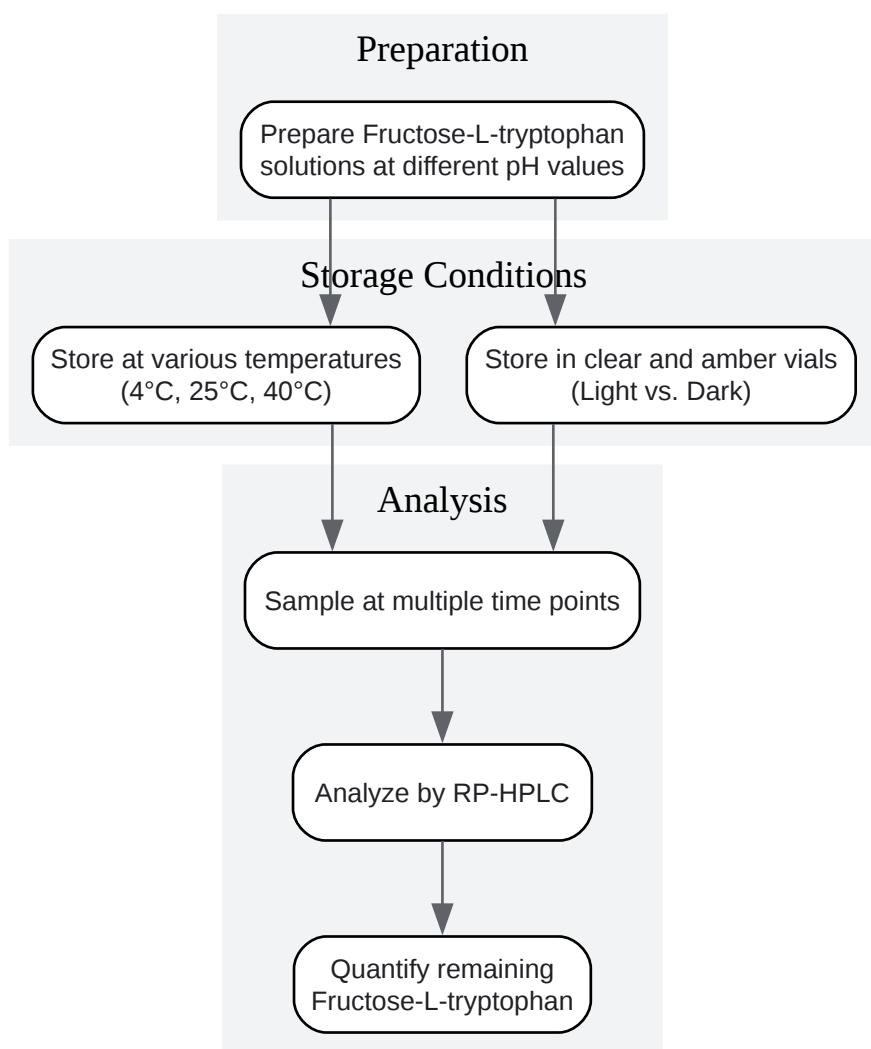 Preparation
Prepare Fructose-L-tryptophan
solutions at different pH values
Storage Conditions
Store at various temperatures
(4°C, 25°C, 40°C)
Store in clear and amber vials
(Light vs. Dark)
Analysis
Sample at multiple time points
Analyze by RP-HPLC
Quantify remaining
Fructose-L-tryptophan